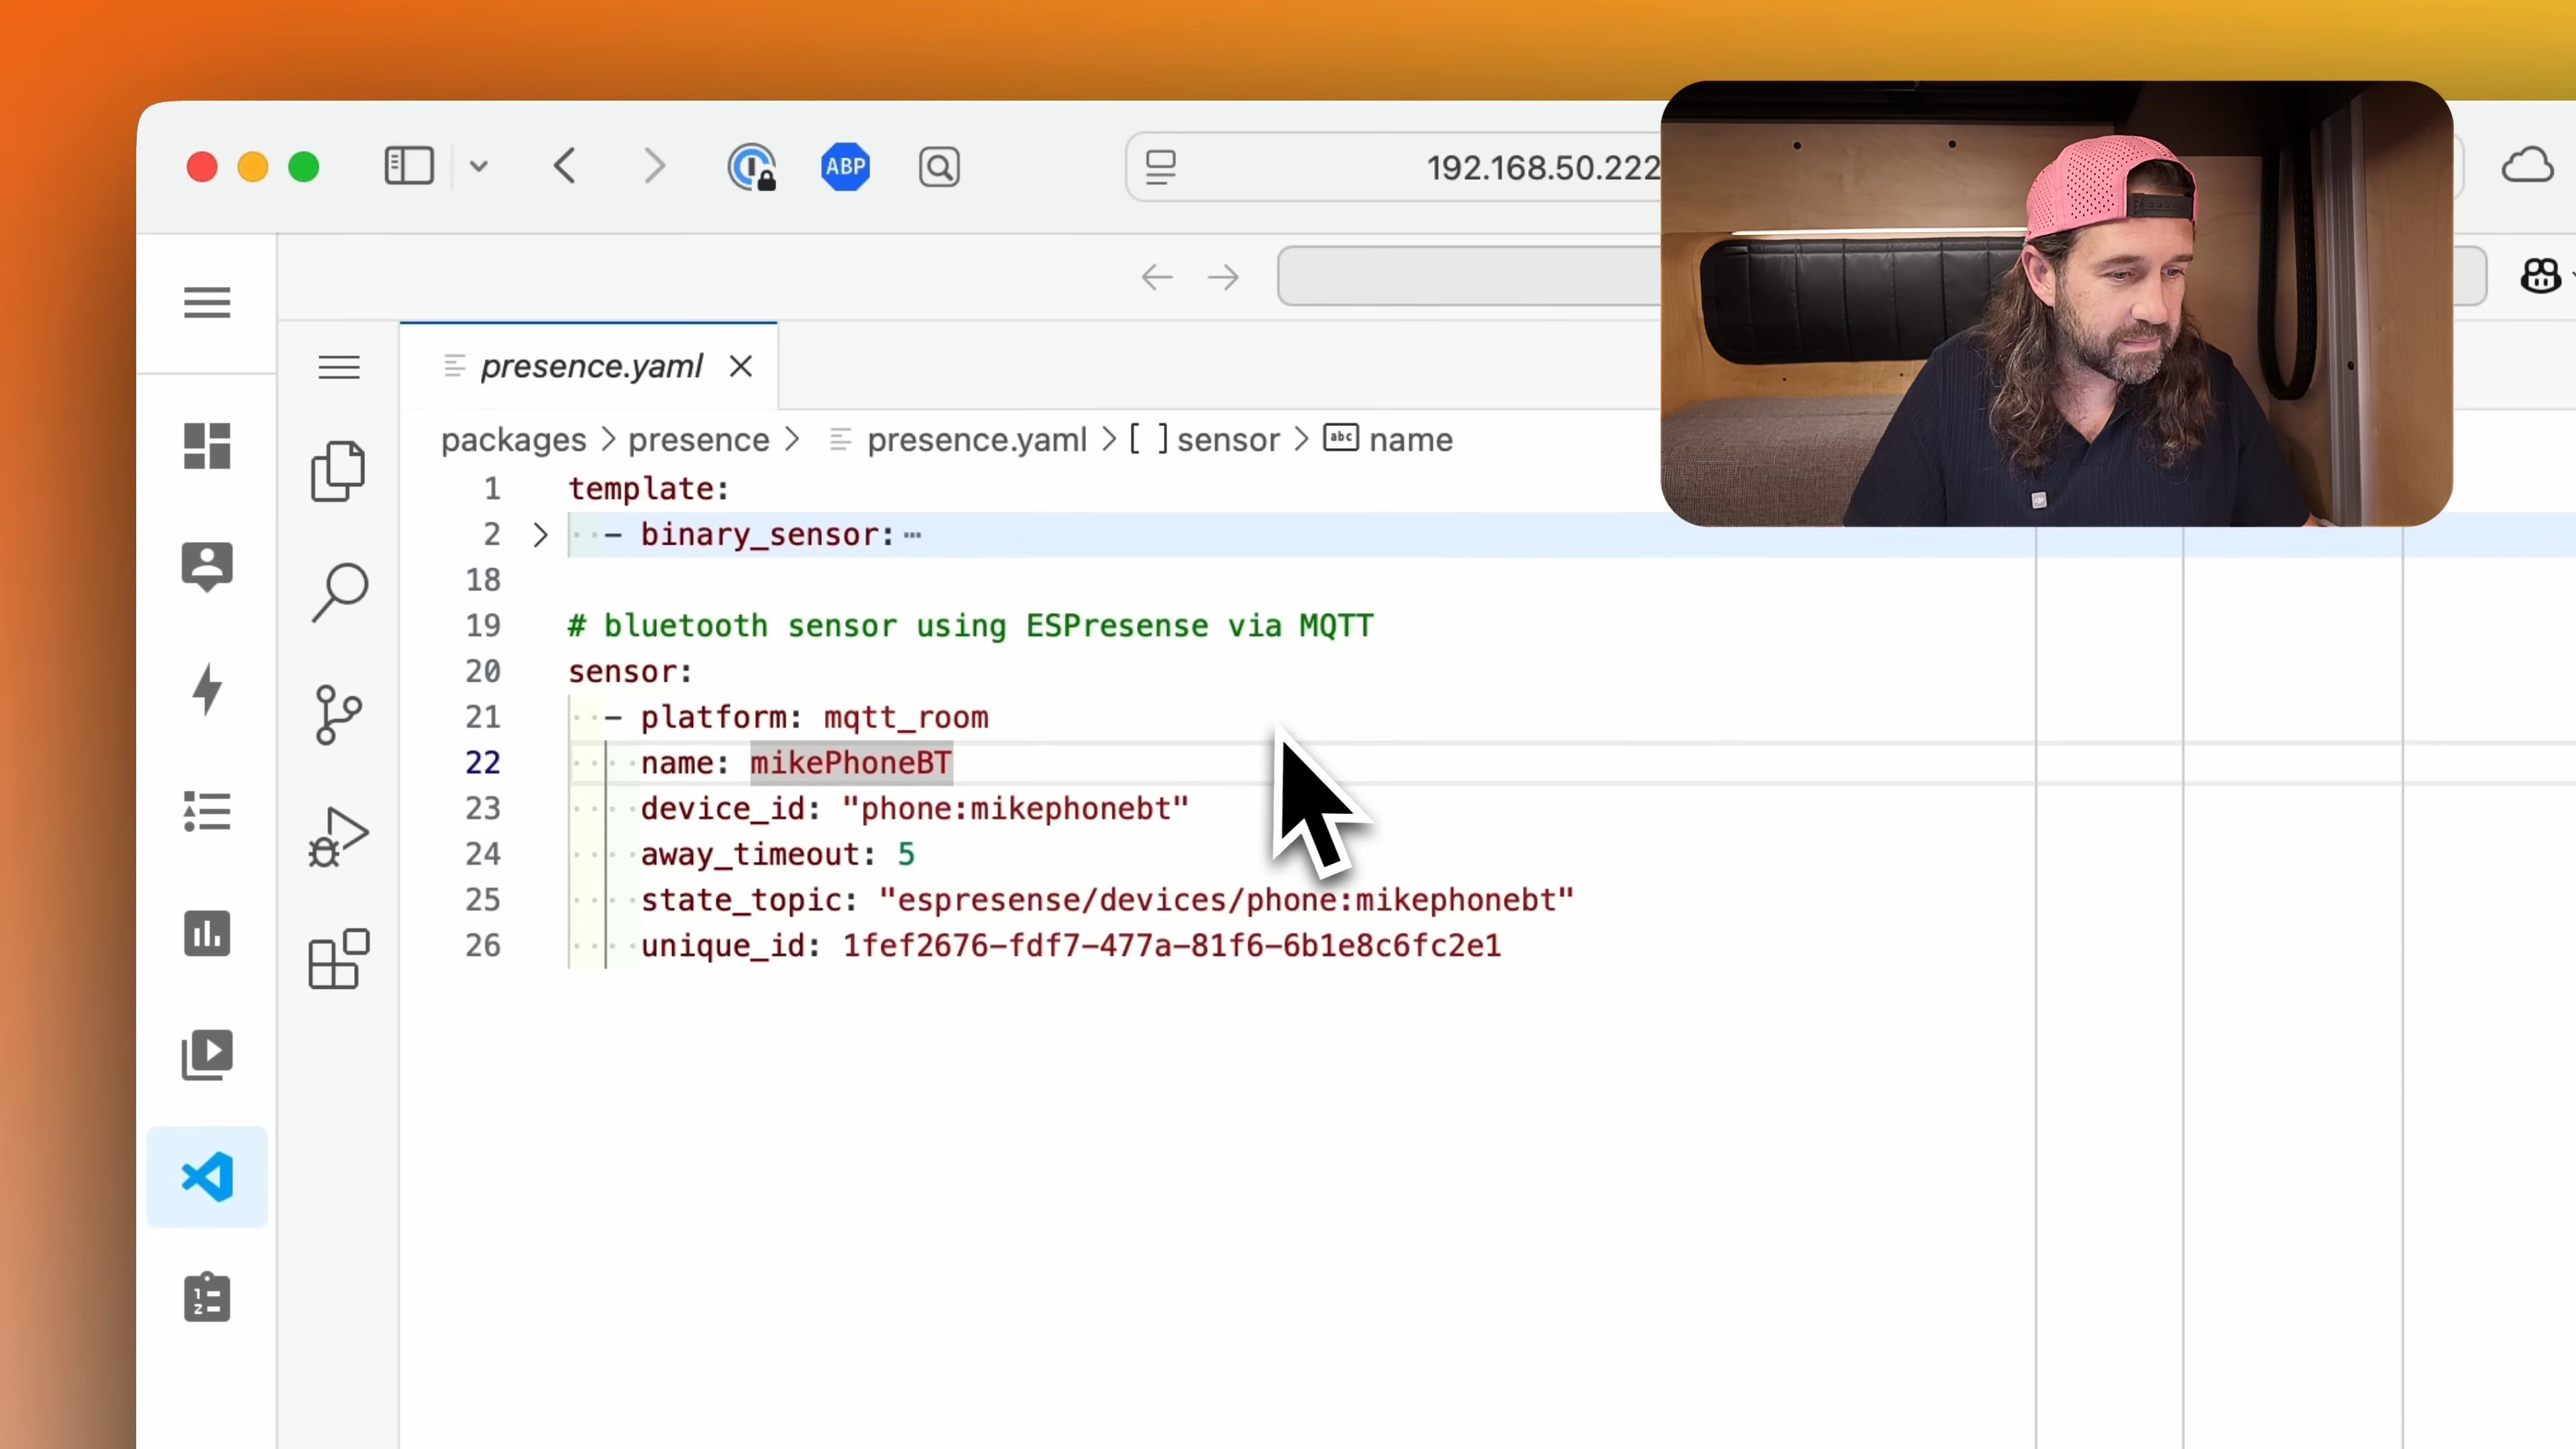 ABP
192.168.50.222
presence.yaml
packages > presence > presence.yaml > [ ] sensor > abc name
1 template:
2 - binary_sensor:…
18
19 # bluetooth sensor using ESPresense via MQTT
20 sensor:
21 - platform: mqtt_room
22 name: mikePhoneBT
23 device_id: "phone:mikephonebt"
24 away_timeout: 5
25 state_topic: "espresense/devices/phone:mikephonebt"
26 unique_id: 1fef2676-fdf7-477a-81f6-6b1e8c6fc2e1